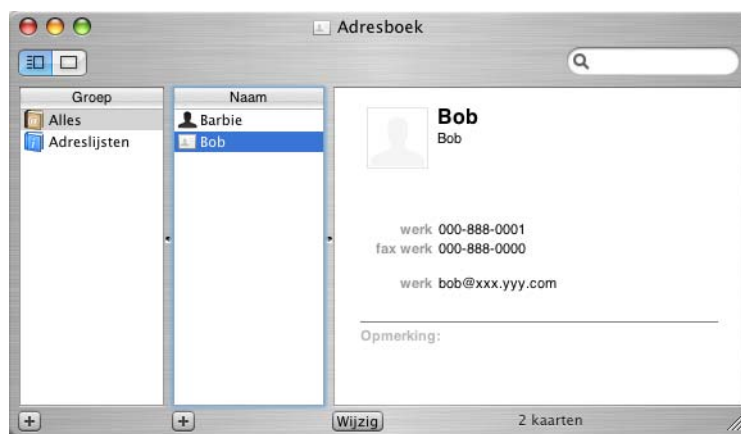 Adresboek
Groep
Alles
Adreslijsten
Naam
Barbie
Bob
Bob
Bob
werk 000-888-0001
fax werk 000-888-0000
werk bob@xxx.yyy.com
Opmerking:
Wijzig
2 kaarten